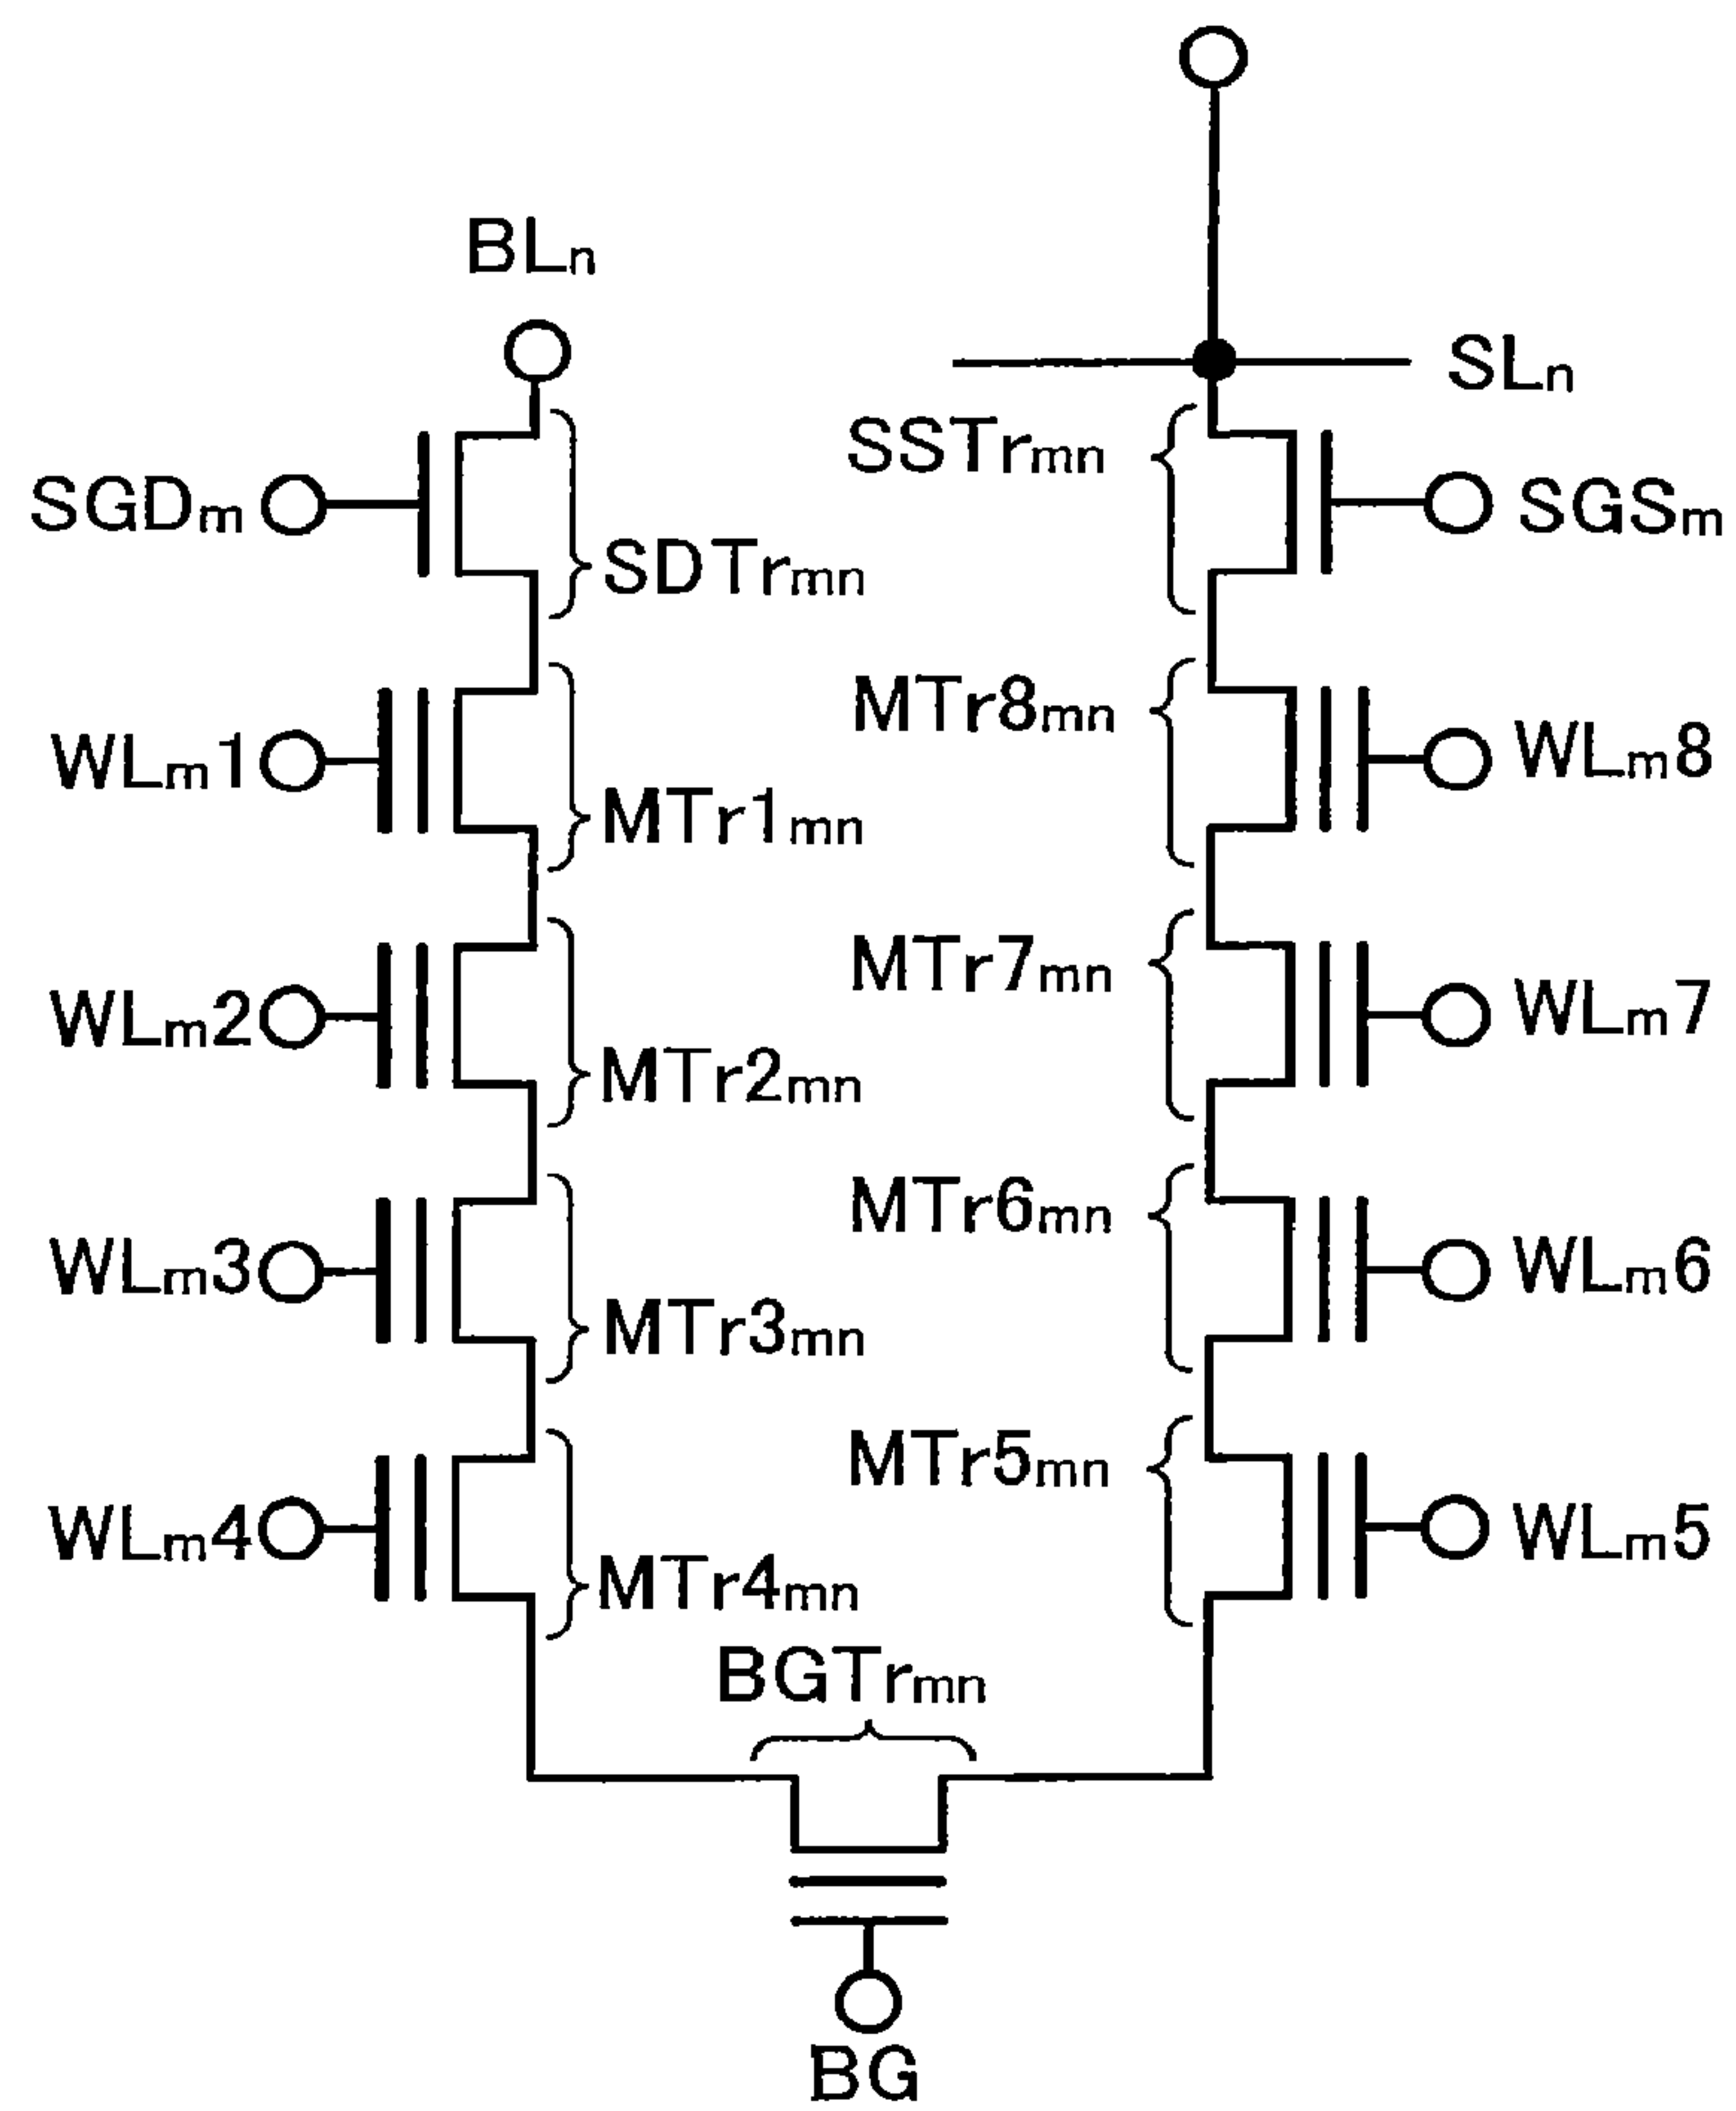 BLn
SLn
SSTrmn
SGDm
SGSm
SDTrmn
MTr8mn
WLm1
WLm8
MTr1mn
MTr7mn
WLm2
WLm7
MTr2mn
MTr6mn
WLm3
WLm6
MTr3mn
MTr5mn
WLm4
WLm5
MTr4mn
BGTrmn
BG